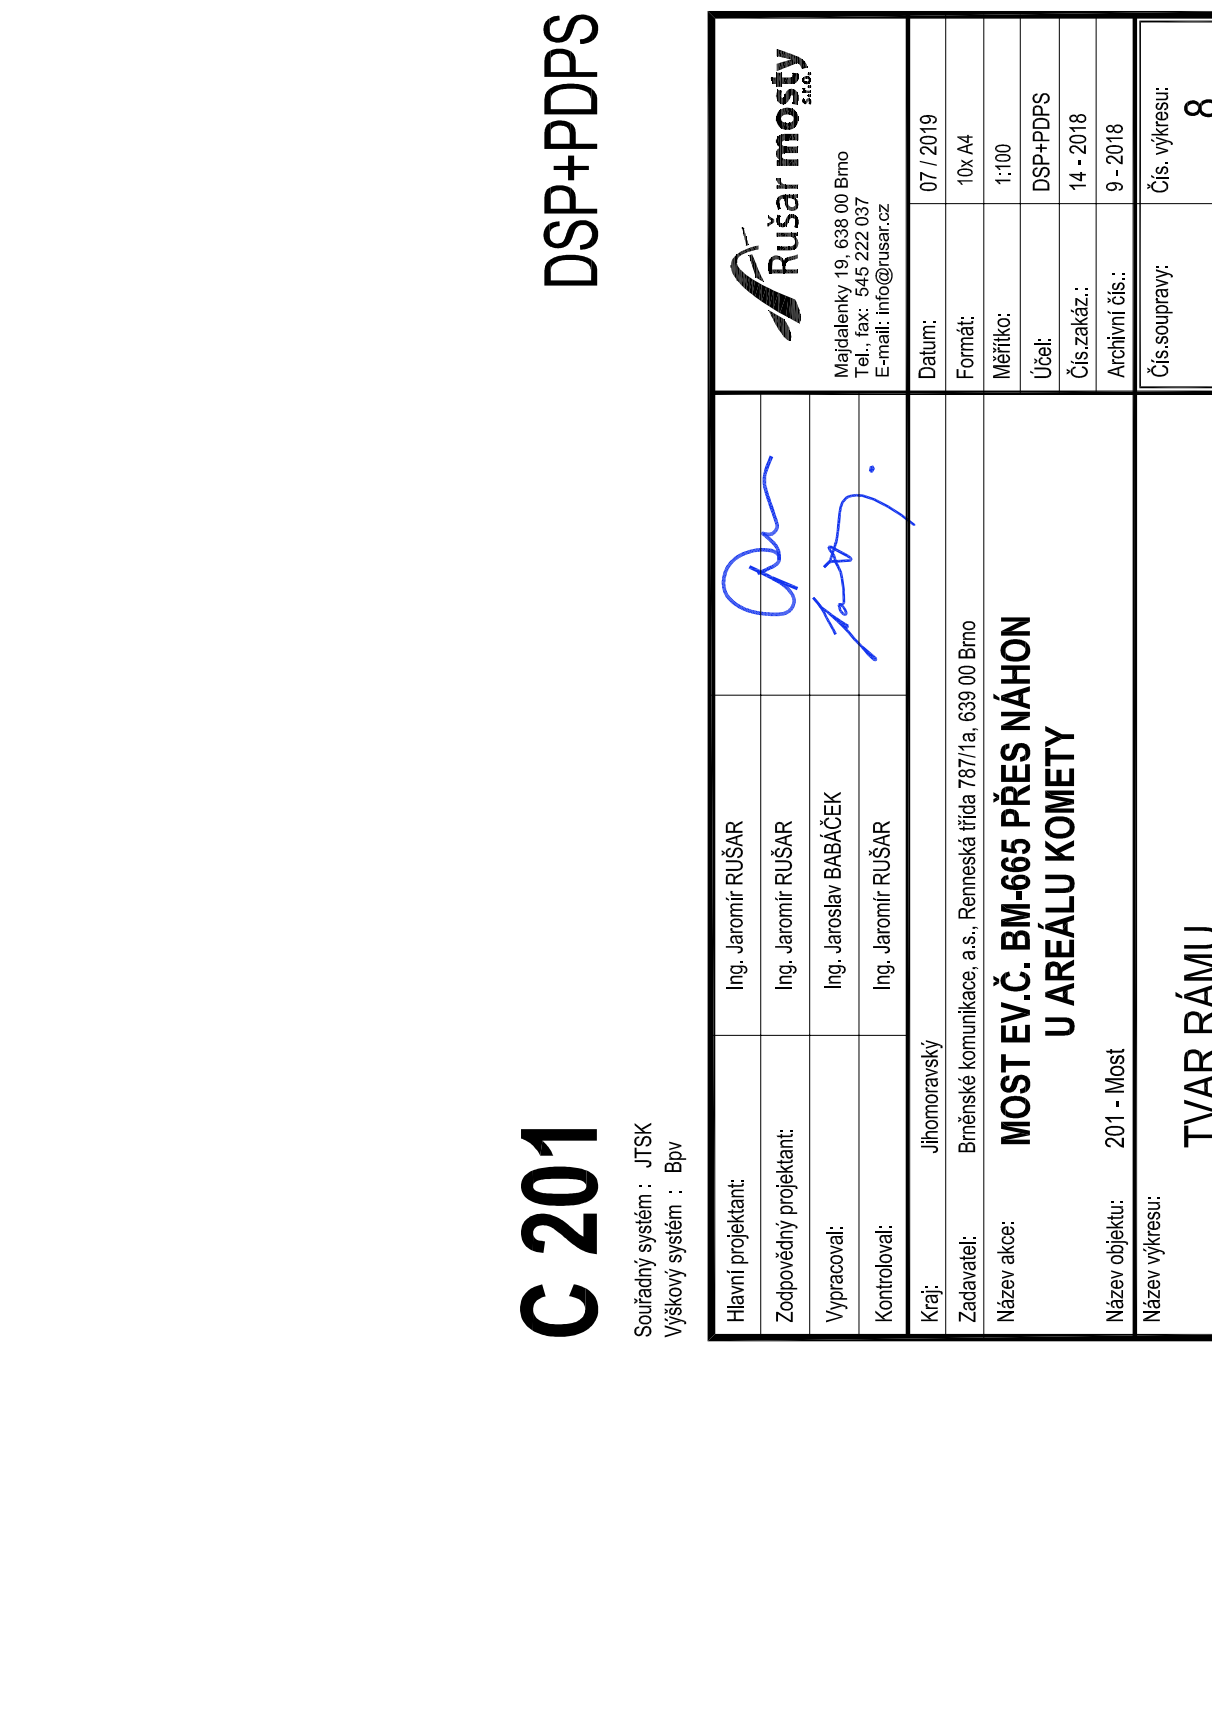 C 201
DSP+PDPS
Souřadný systém : JTSK
Výškový systém : Bpv
Hlavní projektant: Ing. Jaromír RUŠAR
Zodpovědný projektant: Ing. Jaromír RUŠAR
Vypracoval: Ing. Jaroslav BABÁČEK
Kontroloval: Ing. Jaromír RUŠAR
Rušar mosty
s.r.o.
Majdalenky 19, 638 00 Brno
Tel., fax: 545 222 037
E-mail: info@rusar.cz
Kraj: Jihomoravský
Zadavatel: Brněnské komunikace, a.s., Renneská třída 787/1a, 639 00 Brno
Název akce: MOST EV.Č. BM-665 PŘES NÁHON
U AREÁLU KOMETY
Název objektu: 201 - Most
Datum: 07 / 2019
Formát: 10x A4
Měřítko: 1:100
Účel: DSP+PDPS
Čís.zakáz.: 14 - 2018
Archivní čís.: 9 - 2018
Název výkresu:
TVAR RÁMU
Čís.soupravy: Čís. výkresu:
8